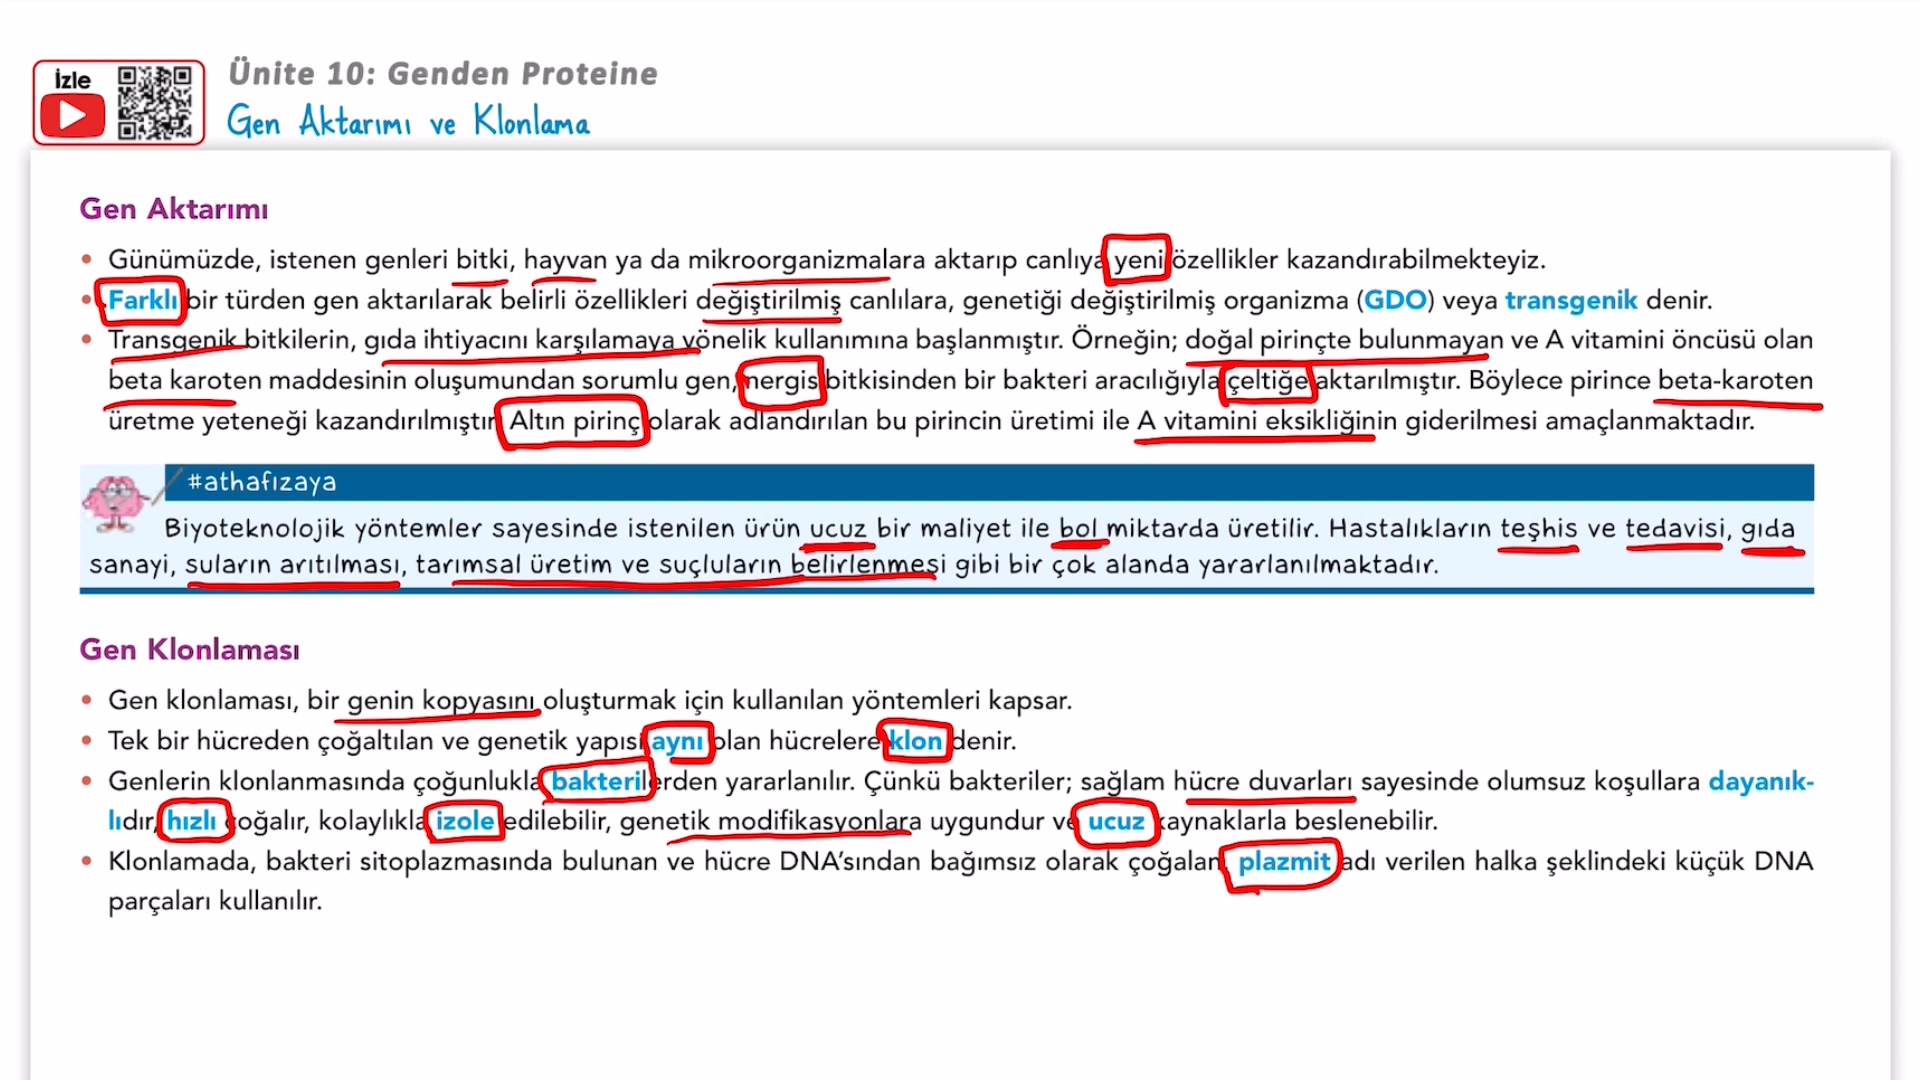 İzle
Ünite 10: Genden Proteine
Gen Aktarımı ve Klonlama
Gen Aktarımı
• Günümüzde, istenen genleri bitki, hayvan ya da mikroorganizmalara aktarıp canlıya yeni özellikler kazandırabilmekteyiz.
• Farklı bir türden gen aktarılarak belirli özellikleri değiştirilmiş canlılara, genetiği değiştirilmiş organizma (GDO) veya transgenik denir.
• Transgenik bitkilerin, gıda ihtiyacını karşılamaya yönelik kullanımına başlanmıştır. Örneğin; doğal pirinçte bulunmayan ve A vitamini öncüsü olan
beta karoten maddesinin oluşumundan sorumlu gen, nergis bitkisinden bir bakteri aracılığıyla çeltiğe aktarılmıştır. Böylece pirince beta-karoten
üretme yeteneği kazandırılmıştır. Altın pirinç olarak adlandırılan bu pirincin üretimi ile A vitamini eksikliğinin giderilmesi amaçlanmaktadır.
#athafızaya
Biyoteknolojik yöntemler sayesinde istenilen ürün ucuz bir maliyet ile bol miktarda üretilir. Hastalıkların teşhis ve tedavisi, gıda
sanayi, suların arıtılması, tarımsal üretim ve suçluların belirlenmesi gibi bir çok alanda yararlanılmaktadır.
Gen Klonlaması
• Gen klonlaması, bir genin kopyasını oluşturmak için kullanılan yöntemleri kapsar.
• Tek bir hücreden çoğaltılan ve genetik yapısı aynı olan hücrelere klon denir.
• Genlerin klonlanmasında çoğunlukla bakterilerden yararlanılır. Çünkü bakteriler; sağlam hücre duvarları sayesinde olumsuz koşullara dayanık-
lıdır, hızlı çoğalır, kolaylıkla izole edilebilir, genetik modifikasyonlara uygundur ve ucuz kaynaklarla beslenebilir.
• Klonlamada, bakteri sitoplazmasında bulunan ve hücre DNA'sından bağımsız olarak çoğalan, plazmit adı verilen halka şeklindeki küçük DNA
parçaları kullanılır.